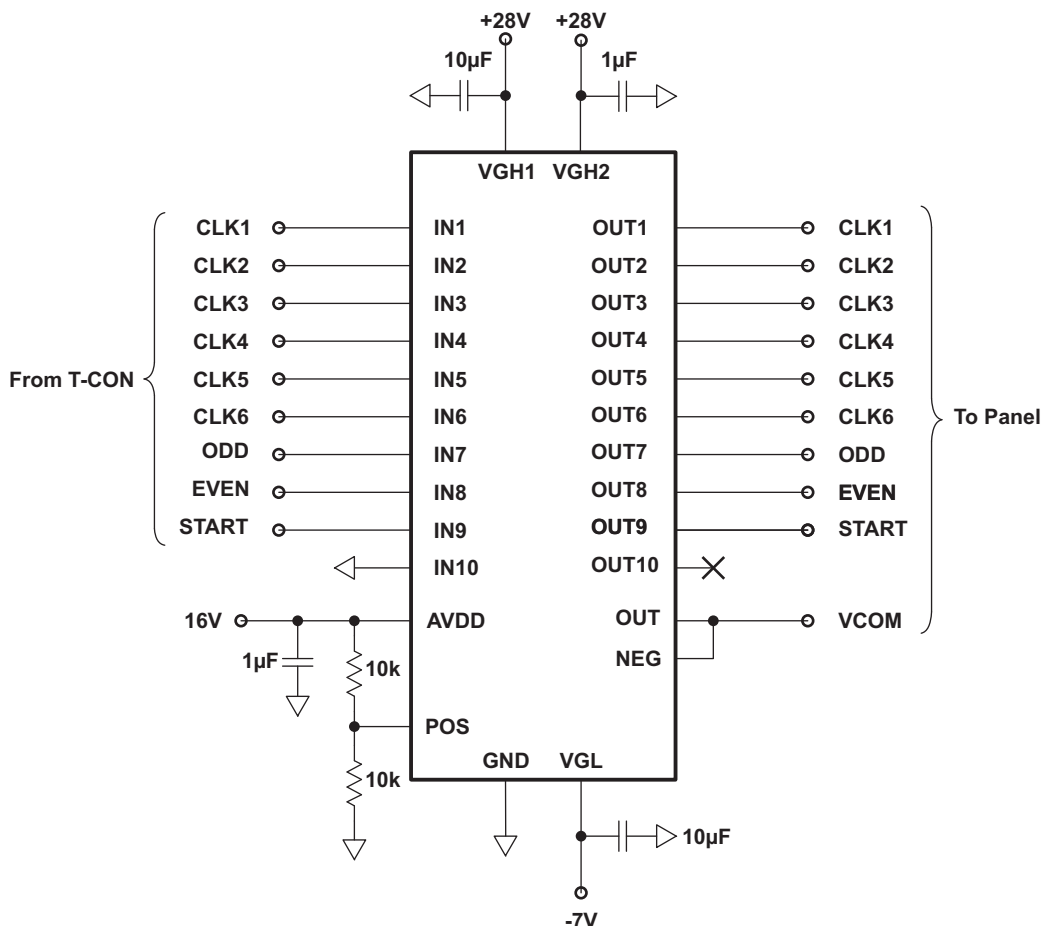 +28V +28V
10µF 1µF
VGH1 VGH2
CLK1 IN1 OUT1 CLK1
CLK2 IN2 OUT2 CLK2
CLK3 IN3 OUT3 CLK3
CLK4 IN4 OUT4 CLK4
From T-CON CLK5 IN5 OUT5 CLK5
CLK6 IN6 OUT6 CLK6 To Panel
ODD IN7 OUT7 ODD
EVEN IN8 OUT8 EVEN
START IN9 OUT9 START
IN10 OUT10
16V AVDD OUT VCOM
1µF 10k NEG
POS
10k GND VGL
10µF
-7V